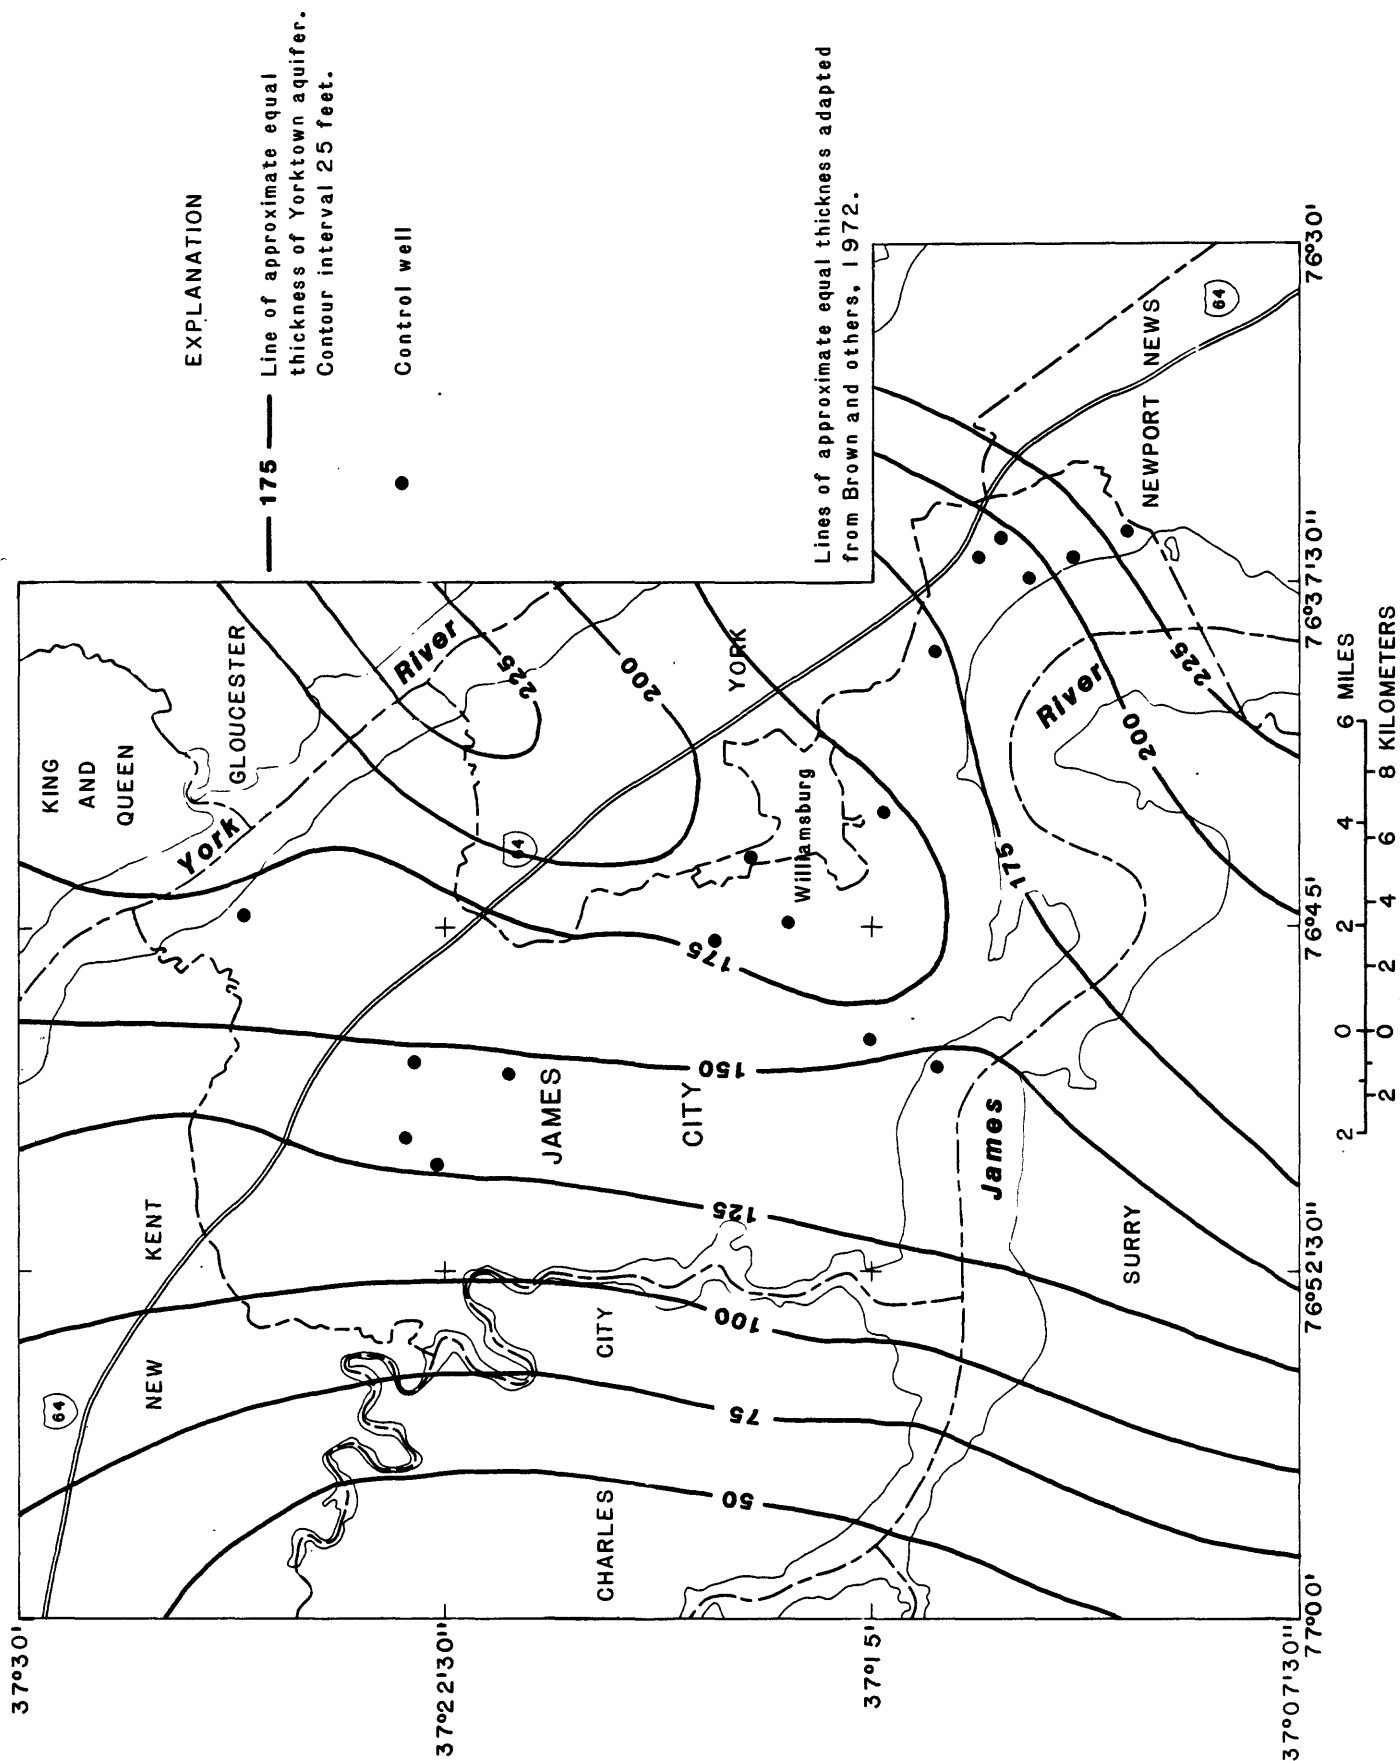 EXPLANATION
175
Line of approximate equal
thickness of Yorktown aquifer.
Contour interval 25 feet.
Control well
Lines of approximate equal thickness adapted
from Brown and others, 1972.
37°30'
37°22'30"
37°15'
37°07'30"
77°00'
76°52'30"
76°45'
76°37'30"
76°30'
KING
AND
QUEEN
GLOUCESTER
York
River
NEW
KENT
64
64
64
JAMES
CITY
CHARLES
CITY
YORK
Williamsburg
James
River
SURRY
NEWPORT NEWS
50
75
100
125
150
175
175
200
225
200
225
2 0 2 4 6 MILES
2 0 2 4 6 8 KILOMETERS